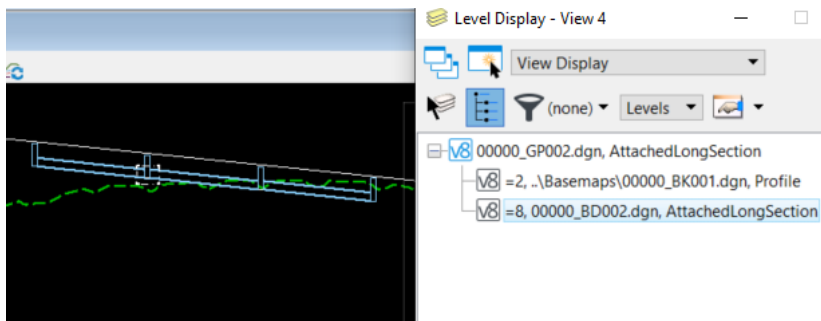 Level Display - View 4
View Display
(none) Levels
V8 00000_GP002.dgn, AttachedLongSection
V8 =2, ..\Basemaps\00000_BK001.dgn, Profile
V8 =8, 00000_BD002.dgn, AttachedLongSection